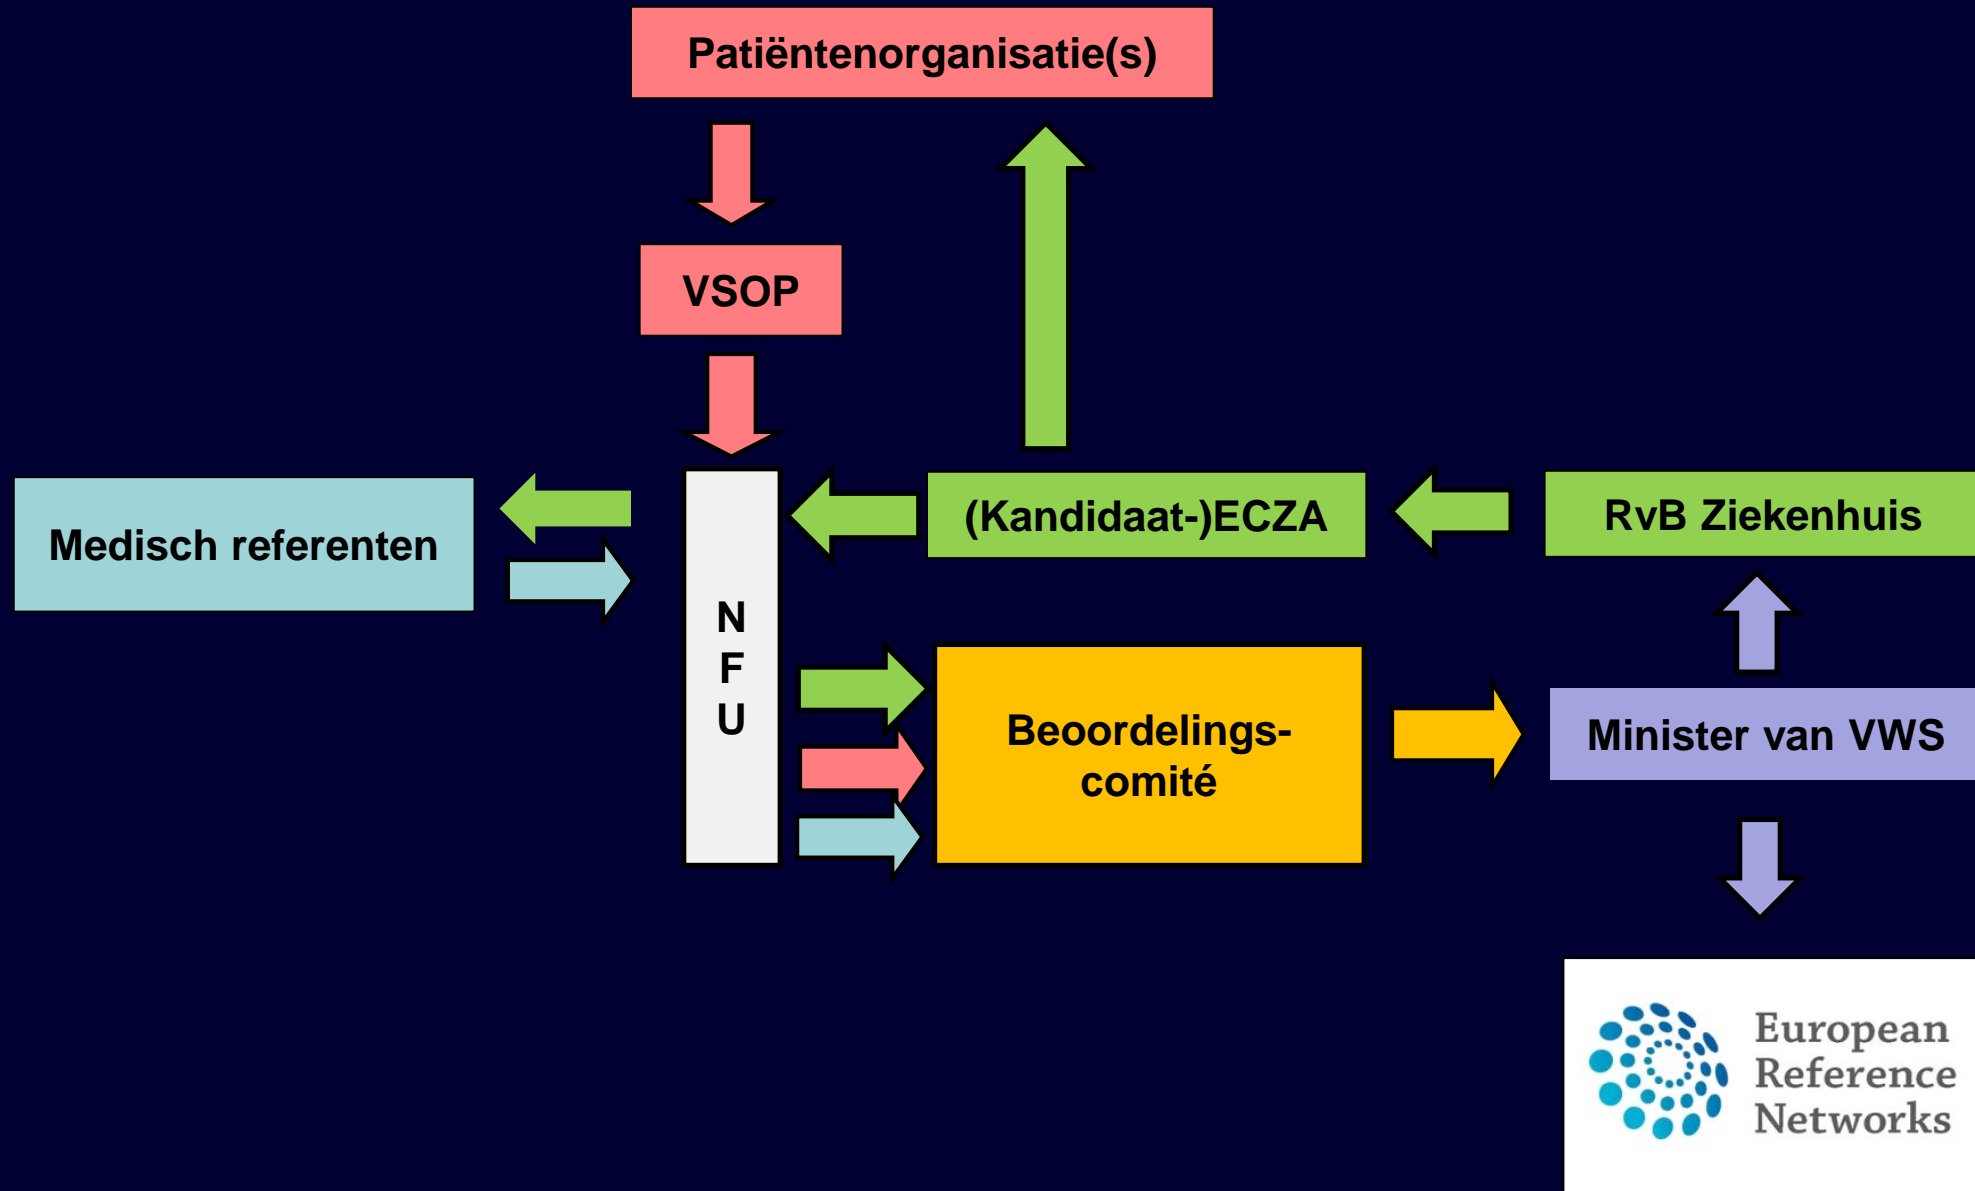 Patiëntenorganisatie(s)
VSOP
Medisch referenten
N
F
U
(Kandidaat-)ECZA
RvB Ziekenhuis
Beoordelings-
comité
Minister van VWS
European
Reference
Networks